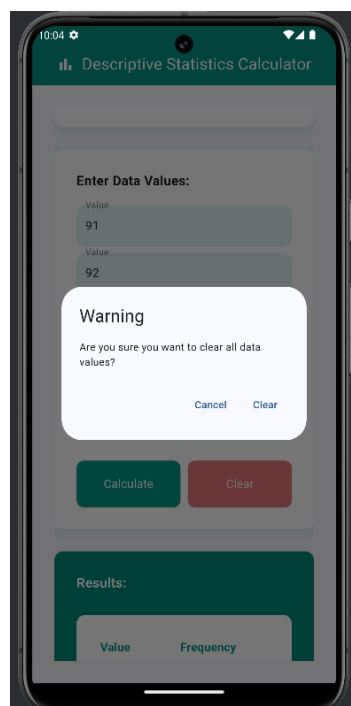 10:04
Descriptive Statistics Calculator
Enter Data Values:
Value
91
Value
92
Warning
Are you sure you want to clear all data
values?
Cancel Clear
Calculate Clear
Results:
Value Frequency